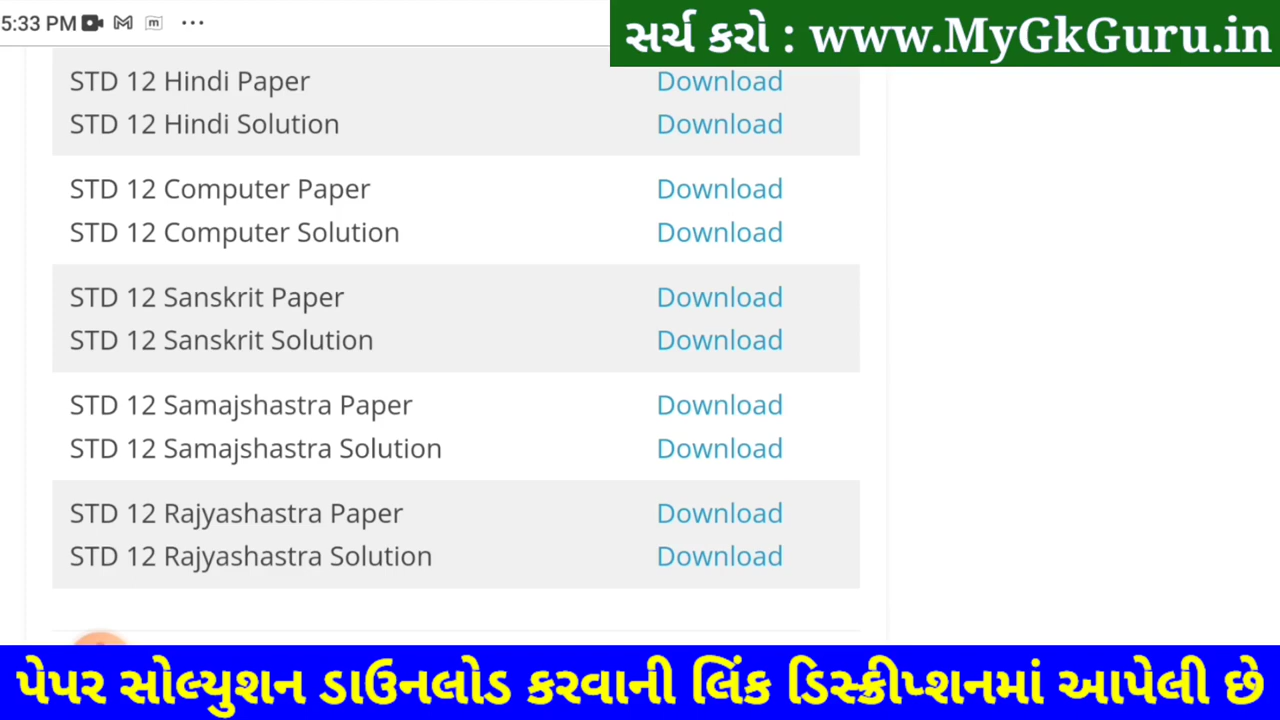 5:33 PM
સર્ચ કરો : www.MyGkGuru.in
STD 12 Hindi Paper Download
STD 12 Hindi Solution Download
STD 12 Computer Paper Download
STD 12 Computer Solution Download
STD 12 Sanskrit Paper Download
STD 12 Sanskrit Solution Download
STD 12 Samajshastra Paper Download
STD 12 Samajshastra Solution Download
STD 12 Rajyashastra Paper Download
STD 12 Rajyashastra Solution Download
પેપર સોલ્યુશન ડાઉનલોડ કરવાની લિંક ડિસ્ક્રીપ્શનમાં આપેલી છે